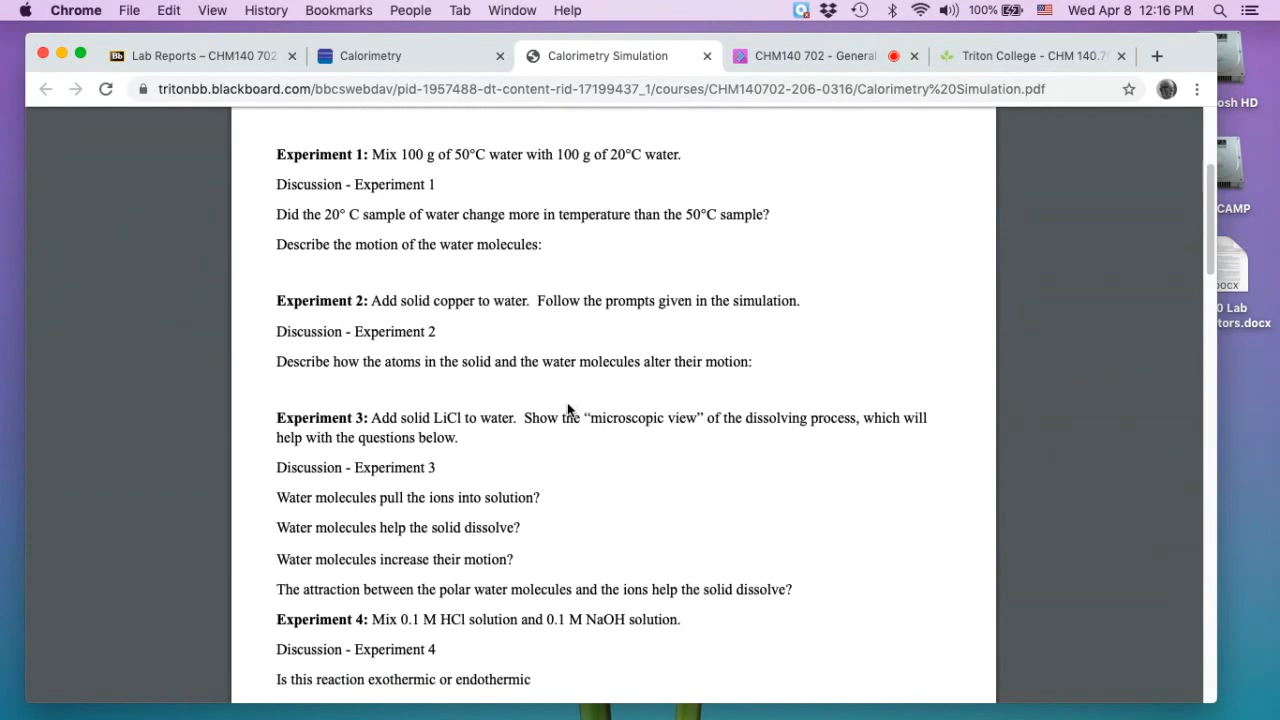 Chrome File Edit View History Bookmarks People Tab Window Help 100% Wed Apr 8 12:16 PM
Bb Lab Reports – CHM140 702 Calorimetry Calorimetry Simulation CHM140 702 - General Triton College - CHM 140.7
tritonbb.blackboard.com/bbcswebdav/pid-1957488-dt-content-rid-17199437_1/courses/CHM140702-206-0316/Calorimetry%20Simulation.pdf
osh HD
CAMP
OCX
0 Lab
tors.docx
Experiment 1: Mix 100 g of 50°C water with 100 g of 20°C water.
Discussion - Experiment 1
Did the 20° C sample of water change more in temperature than the 50°C sample?
Describe the motion of the water molecules:
Experiment 2: Add solid copper to water. Follow the prompts given in the simulation.
Discussion - Experiment 2
Describe how the atoms in the solid and the water molecules alter their motion:
Experiment 3: Add solid LiCl to water. Show the “microscopic view” of the dissolving process, which will
help with the questions below.
Discussion - Experiment 3
Water molecules pull the ions into solution?
Water molecules help the solid dissolve?
Water molecules increase their motion?
The attraction between the polar water molecules and the ions help the solid dissolve?
Experiment 4: Mix 0.1 M HCl solution and 0.1 M NaOH solution.
Discussion - Experiment 4
Is this reaction exothermic or endothermic